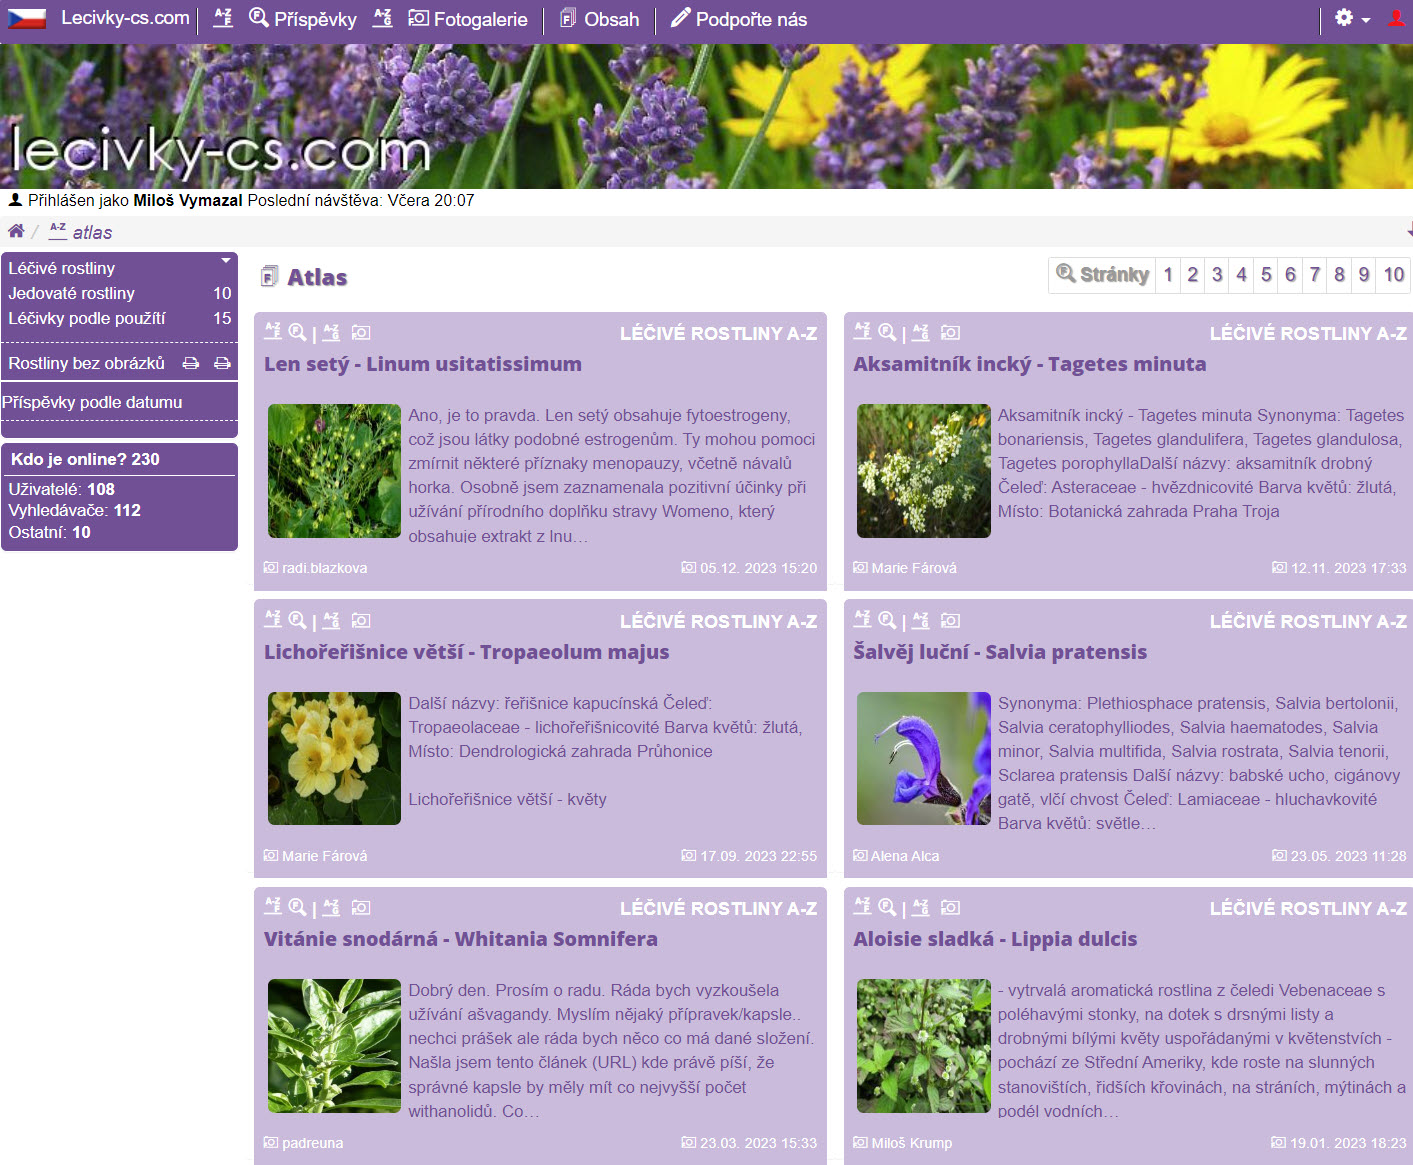 Lecivky-cs.com
Příspěvky
Fotogalerie
Obsah
Podpořte nás
lecivky-cs.com
Přihlášen jako Miloš Vymazal Poslední návštěva: Včera 20:07
/ A-Z atlas
Léčivé rostliny
Jedovaté rostliny 10
Léčivky podle použítí 15
Rostliny bez obrázků
Příspěvky podle datumu
Kdo je online? 230
Uživatelé: 108
Vyhledávače: 112
Ostatní: 10
Atlas
Stránky 1 2 3 4 5 6 7 8 9 10
LÉČIVÉ ROSTLINY A-Z
Len setý - Linum usitatissimum
Ano, je to pravda. Len setý obsahuje fytoestrogeny,
což jsou látky podobné estrogenům. Ty mohou pomoci
zmírnit některé příznaky menopauzy, včetně návalů
horka. Osobně jsem zaznamenala pozitivní účinky při
užívání přírodního doplňku stravy Womeno, který
obsahuje extrakt z lnu…
radi.blazkova 05.12. 2023 15:20
LÉČIVÉ ROSTLINY A-Z
Aksamitník incký - Tagetes minuta
Aksamitník incký - Tagetes minuta Synonyma: Tagetes
bonariensis, Tagetes glandulifera, Tagetes glandulosa,
Tagetes porophyllaDalší názvy: aksamitník drobný
Čeleď: Asteraceae - hvězdnicovité Barva květů: žlutá,
Místo: Botanická zahrada Praha Troja
Marie Fárová 12.11. 2023 17:33
LÉČIVÉ ROSTLINY A-Z
Lichořeřišnice větší - Tropaeolum majus
Další názvy: řeřišnice kapucínská Čeleď:
Tropaeolaceae - lichořeřišnicovité Barva květů: žlutá,
Místo: Dendrologická zahrada Průhonice
Lichořeřišnice větší - květy
Marie Fárová 17.09. 2023 22:55
LÉČIVÉ ROSTLINY A-Z
Šalvěj luční - Salvia pratensis
Synonyma: Plethiosphace pratensis, Salvia bertolonii,
Salvia ceratophylliodes, Salvia haematodes, Salvia
minor, Salvia multifida, Salvia rostrata, Salvia tenorii,
Sclarea pratensis Další názvy: babské ucho, cigánovy
gatě, vlčí chvost Čeleď: Lamiaceae - hluchavkovité
Barva květů: světle…
Alena Alca 23.05. 2023 11:28
LÉČIVÉ ROSTLINY A-Z
Vitánie snodárná - Whitania Somnifera
Dobrý den. Prosím o radu. Ráda bych vyzkoušela
užívání ašvagandy. Myslím nějaký přípravek/kapsle..
nechci prášek ale ráda bych něco co má dané složení.
Našla jsem tento článek (URL) kde právě píší, že
správné kapsle by měly mít co nejvyšší počet
withanolidů. Co…
padreuna 23.03. 2023 15:33
LÉČIVÉ ROSTLINY A-Z
Aloisie sladká - Lippia dulcis
- vytrvalá aromatická rostlina z čeledi Vebenaceae s
poléhavými stonky, na dotek s drsnými listy a
drobnými bílými květy uspořádanými v květenstvích -
pochází ze Střední Ameriky, kde roste na slunných
stanovištích, řidších křovinách, na stráních, mýtinách a
podél vodních…
Miloš Krump 19.01. 2023 18:23